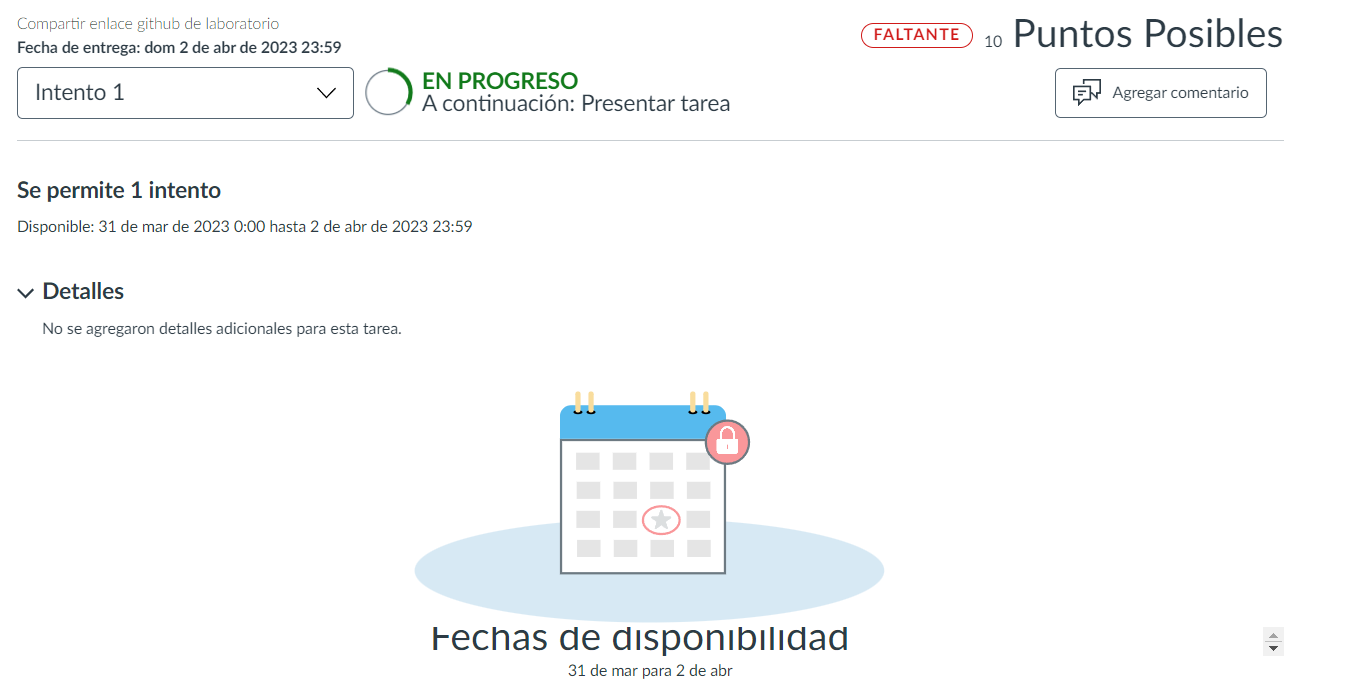 Compartir enlace github de laboratorio
Fecha de entrega: dom 2 de abr de 2023 23:59
FALTANTE
10 Puntos Posibles
Intento 1
EN PROGRESO
A continuación: Presentar tarea
Agregar comentario
Se permite 1 intento
Disponible: 31 de mar de 2023 0:00 hasta 2 de abr de 2023 23:59
Detalles
No se agregaron detalles adicionales para esta tarea.
Fechas de disponibilidad
31 de mar para 2 de abr